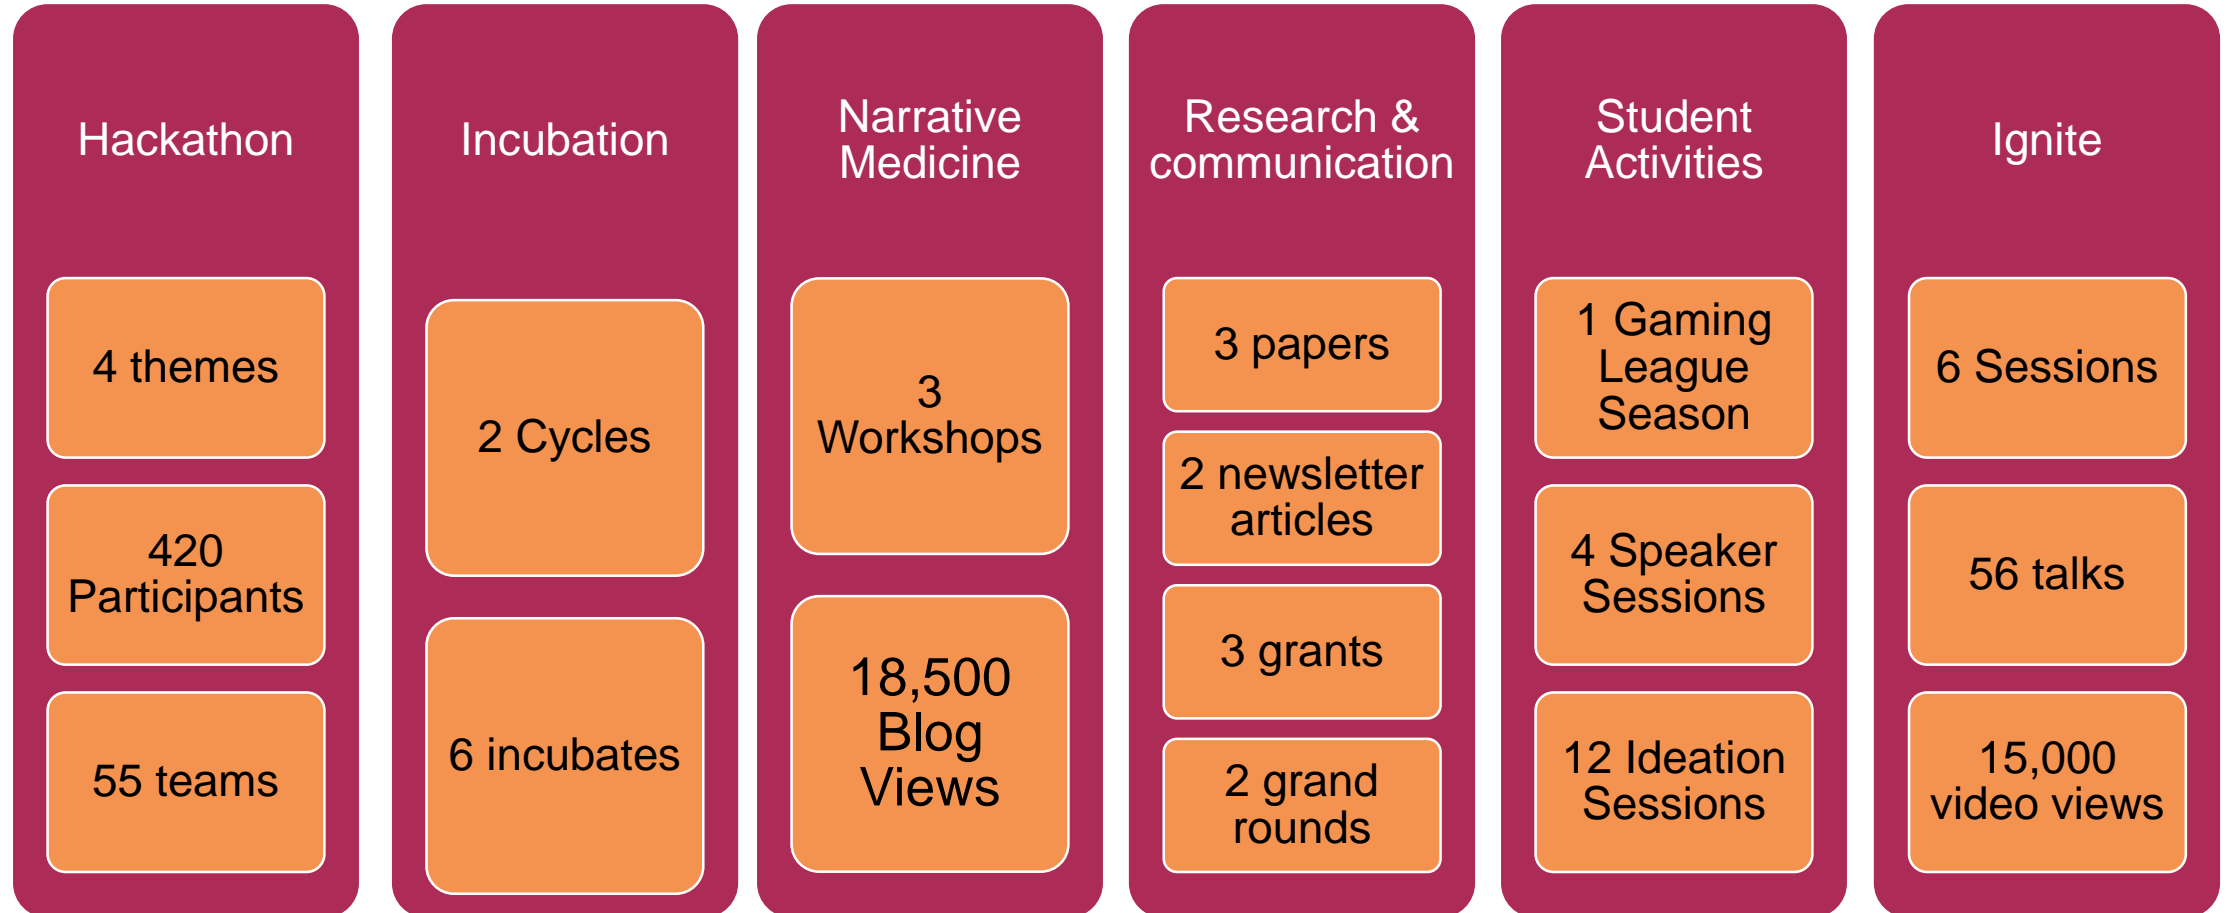 Hackathon
4 themes
420
Participants
55 teams
Incubation
2 Cycles
6 incubates
Narrative
Medicine
3
Workshops
18,500
Blog
Views
Research &
communication
3 papers
2 newsletter
articles
3 grants
2 grand
rounds
Student
Activities
1 Gaming
League
Season
4 Speaker
Sessions
12 Ideation
Sessions
Ignite
6 Sessions
56 talks
15,000
video views